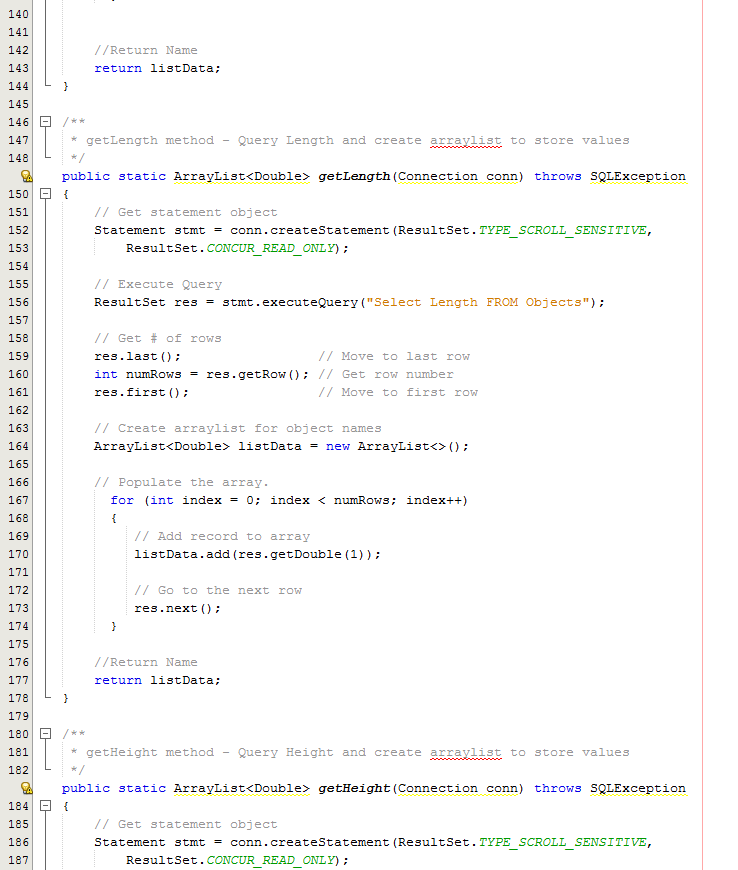 140
141
142 //Return Name
143 return listData;
144 }
145
146 /**
147 * getLength method - Query Length and create arraylist to store values
148 */
public static ArrayList<Double> getLength(Connection conn) throws SQLException
150 {
151 // Get statement object
152 Statement stmt = conn.createStatement(ResultSet.TYPE_SCROLL_SENSITIVE,
153 ResultSet.CONCUR_READ_ONLY);
154
155 // Execute Query
156 ResultSet res = stmt.executeQuery("Select Length FROM Objects");
157
158 // Get # of rows
159 res.last(); // Move to last row
160 int numRows = res.getRow(); // Get row number
161 res.first(); // Move to first row
162
163 // Create arraylist for object names
164 ArrayList<Double> listData = new ArrayList<>();
165
166 // Populate the array.
167 for (int index = 0; index < numRows; index++)
168 {
169 // Add record to array
170 listData.add(res.getDouble(1));
171
172 // Go to the next row
173 res.next();
174 }
175
176 //Return Name
177 return listData;
178 }
179
180 /**
181 * getHeight method - Query Height and create arraylist to store values
182 */
public static ArrayList<Double> getHeight(Connection conn) throws SQLException
184 {
185 // Get statement object
186 Statement stmt = conn.createStatement(ResultSet.TYPE_SCROLL_SENSITIVE,
187 ResultSet.CONCUR_READ_ONLY);